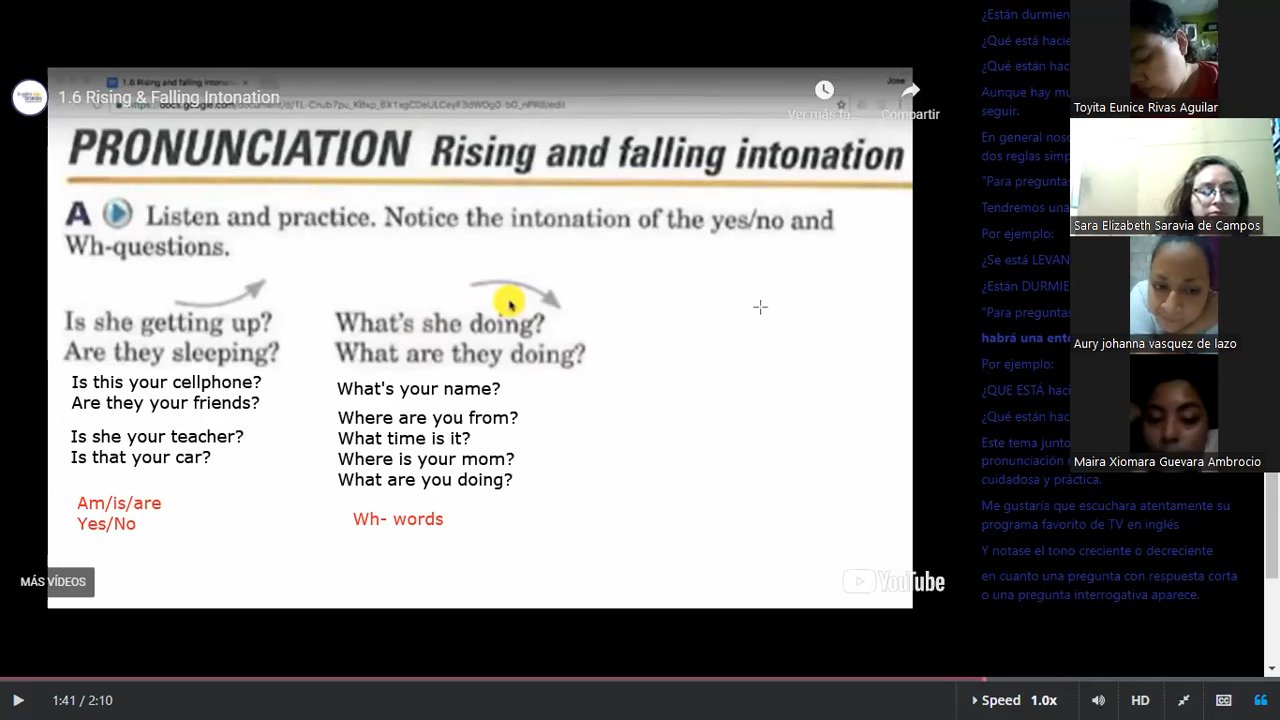 1.6 Rising & Falling Intonation
Compartir
PRONUNCIATION Rising and falling intonation
A Listen and practice. Notice the intonation of the yes/no and
Wh-questions.
Is she getting up?
Are they sleeping?
Is this your cellphone?
Are they your friends?
Is she your teacher?
Is that your car?
Am/is/are
Yes/No
What's she doing?
What are they doing?
What's your name?
Where are you from?
What time is it?
Where is your mom?
What are you doing?
Wh- words
MÁS VÍDEOS
YouTube
¿Están durmien
¿Qué está hacie
¿Qué están hac
Aunque hay mu
seguir.
En general noso
dos reglas simp
"Para preguntas
Tendremos una
Por ejemplo:
¿Se está LEVAN
¿Están DURMIE
"Para preguntas
habrá una ento
Por ejemplo:
¿QUE ESTÁ haci
¿Qué están hac
Este tema junto
pronunciación
cuidadosa y práctica.
Me gustaría que escuchara atentamente su
programa favorito de TV en inglés
Y notase el tono creciente o decreciente
en cuanto una pregunta con respuesta corta
o una pregunta interrogativa aparece.
Toyita Eunice Rivas Aguilar
Sara Elizabeth Saravia de Campos
Aury johanna vasquez de lazo
Maira Xiomara Guevara Ambrocio
1:41 / 2:10
Speed 1.0x
HD
CC